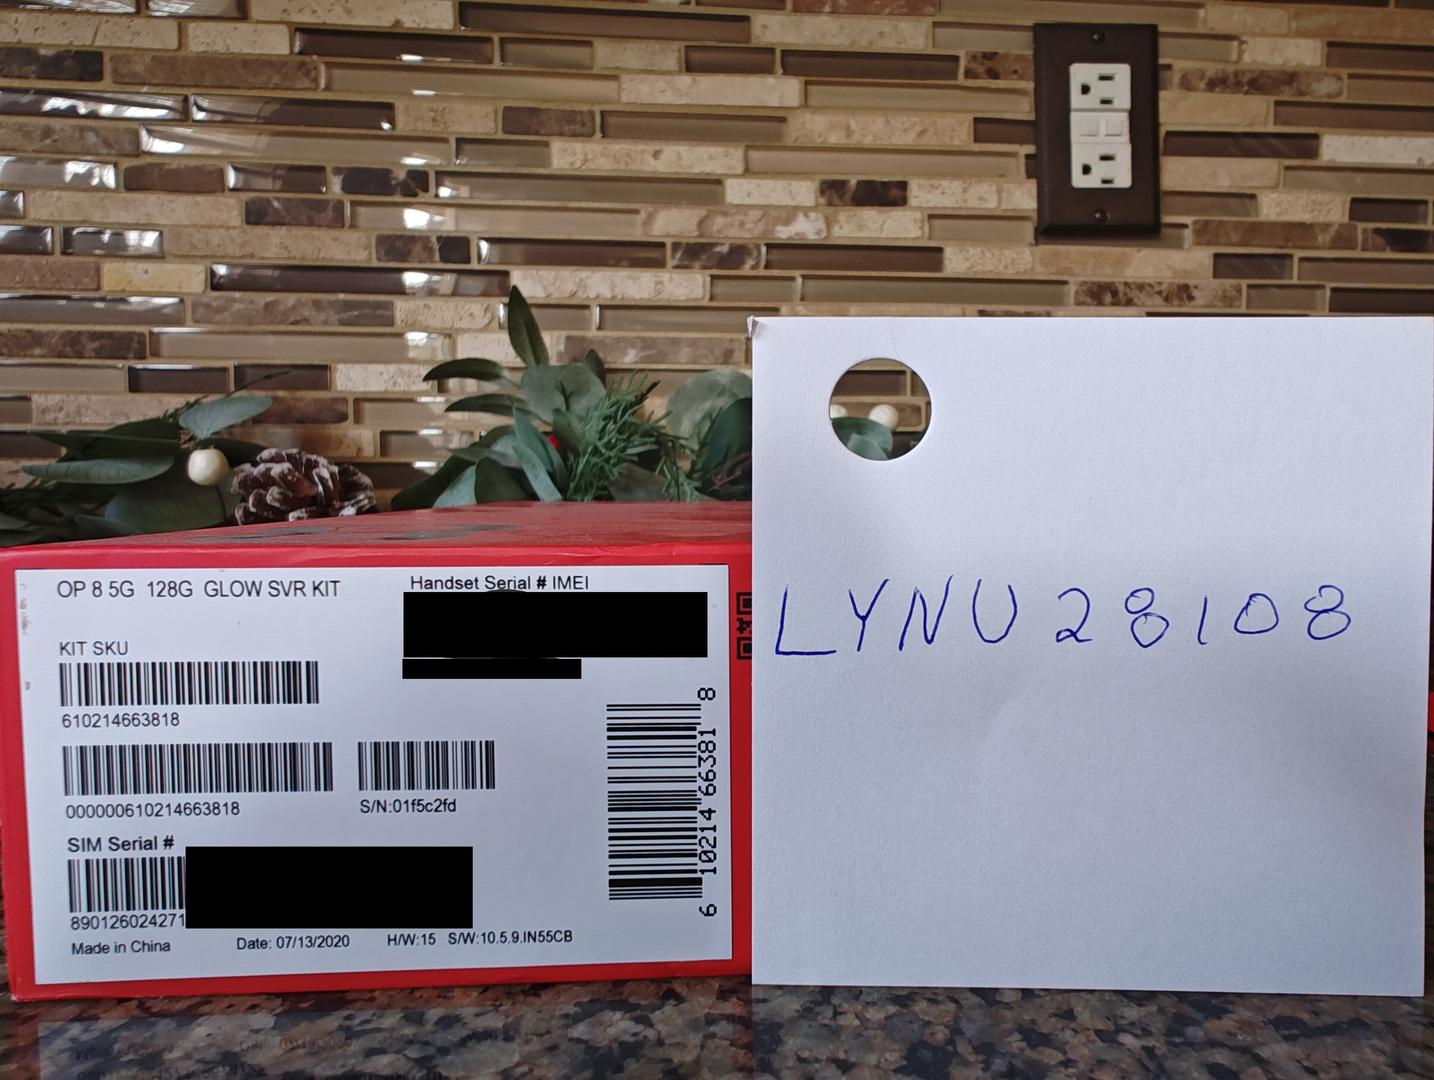 OP 8 5G 128G GLOW SVR KIT
Handset Serial # IMEI
KIT SKU
610214663818
000000610214663818
S/N:01f5c2fd
SIM Serial #
890126024271
Made in China
Date: 07/13/2020
H/W:15 S/W:10.5.9.IN55CB
6 10214 66381 8
LYNU28108